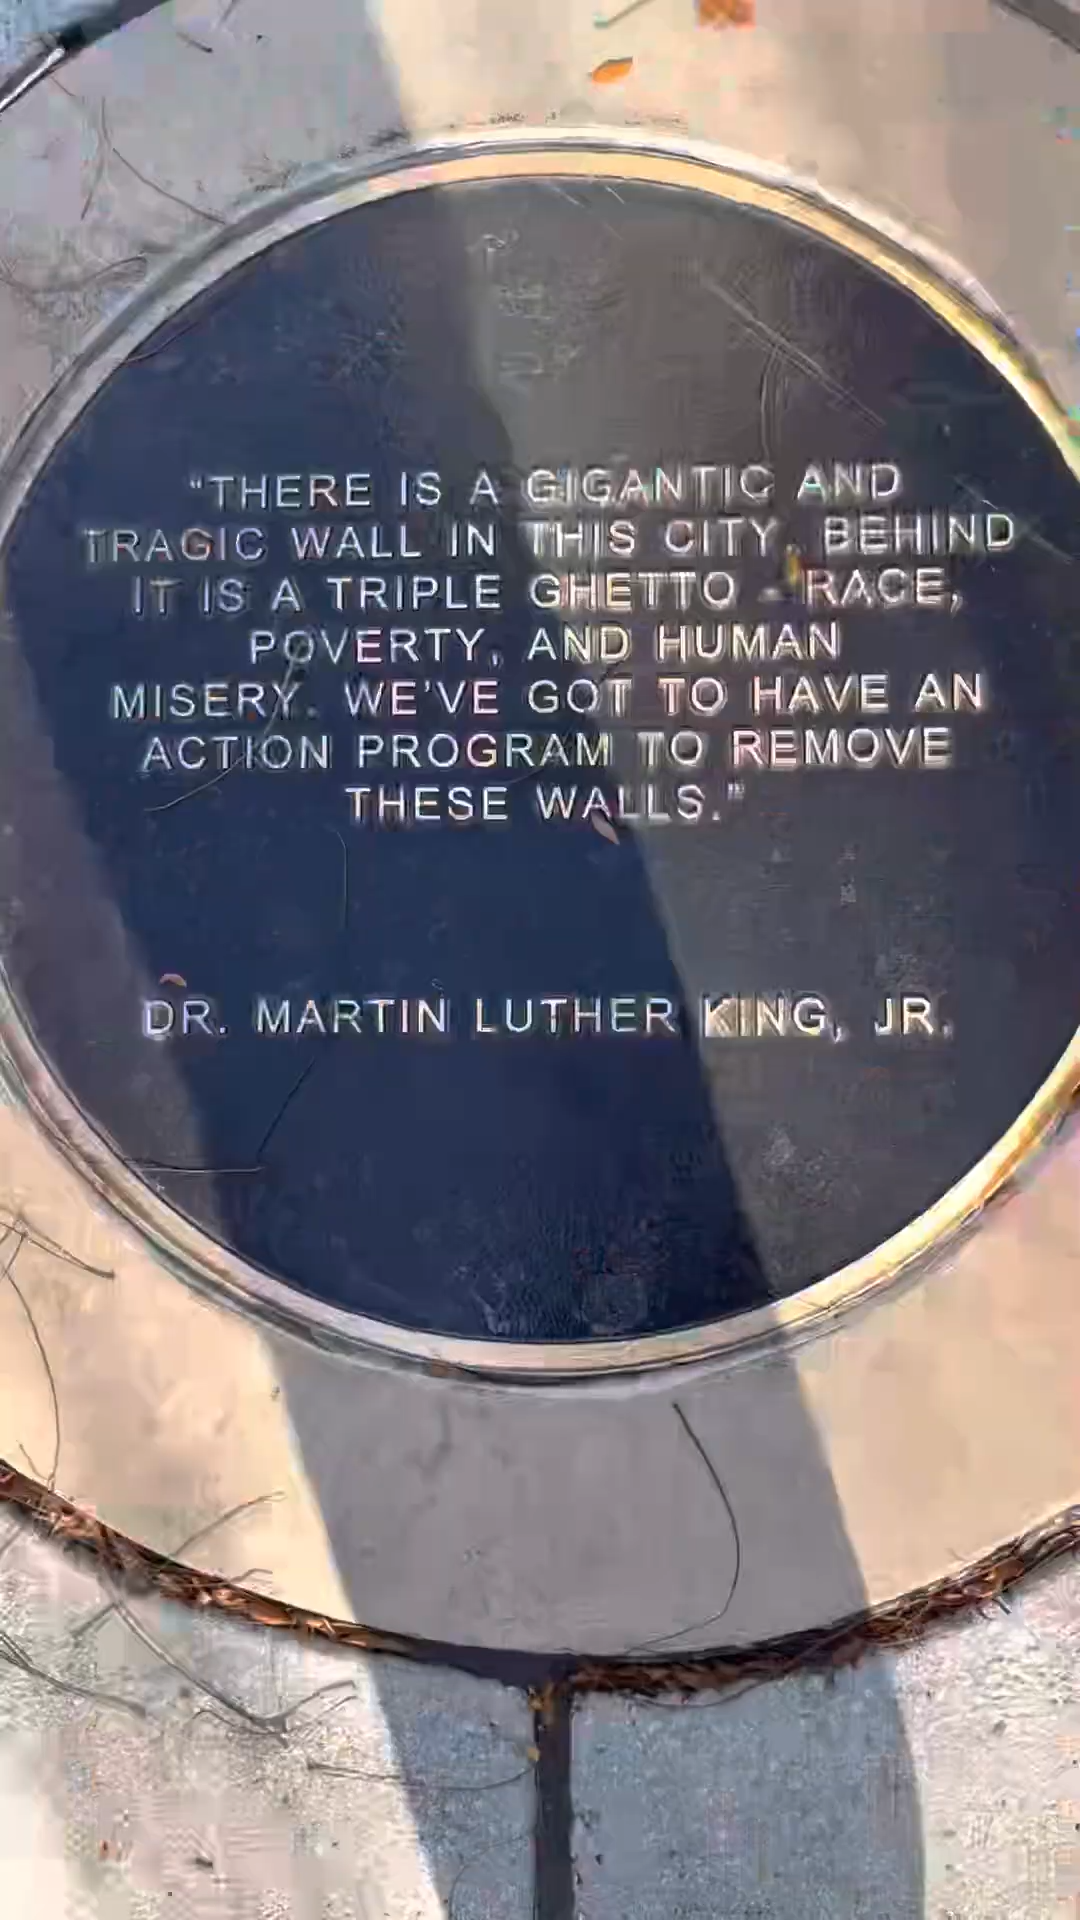 "THERE IS A GIGANTIC AND
TRAGIC WALL IN THIS CITY. BEHIND
IT IS A TRIPLE GHETTO - RACE,
POVERTY, AND HUMAN
MISERY. WE'VE GOT TO HAVE AN
ACTION PROGRAM TO REMOVE
THESE WALLS."
DR. MARTIN LUTHER KING, JR.